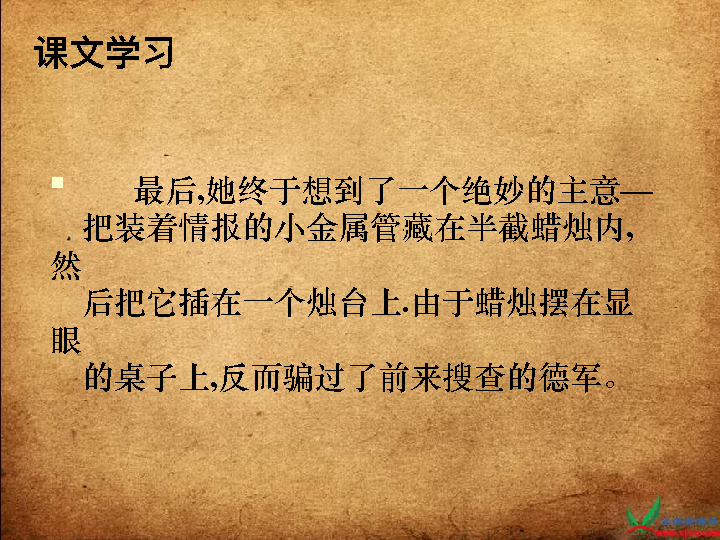 课文学习
最后,她终于想到了一个绝妙的主意—
把装着情报的小金属管藏在半截蜡烛内,
然
后把它插在一个烛台上.由于蜡烛摆在显
眼
的桌子上,反而骗过了前来搜查的德军。